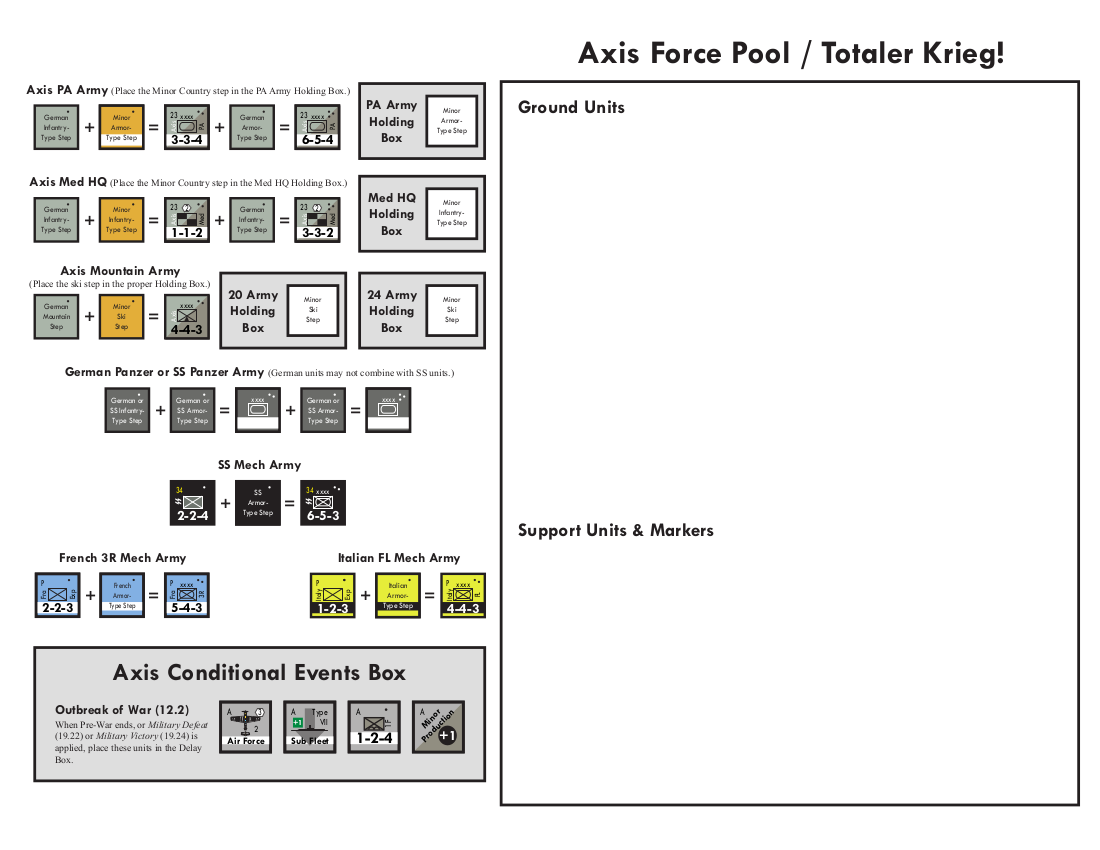 Axis Force Pool / Totaler Krieg!
Axis PA Army (Place the Minor Country step in the PA Army Holding Box.)
German
Infantry-
Type Step
+
Minor
Armor-
Type Step
=
23 xxxx
PA
3-3-4
+
German
Armor-
Type Step
=
23 xxxx
PA
6-5-4
PA Army
Holding
Box
Minor
Armor-
Type Step
Axis Med HQ (Place the Minor Country step in the Med HQ Holding Box.)
German
Infantry-
Type Step
+
Minor
Infantry-
Type Step
=
23 2
Med
1-1-2
+
German
Infantry-
Type Step
=
23 2
Med
3-3-2
Med HQ
Holding
Box
Minor
Infantry-
Type Step
Axis Mountain Army
(Place the ski step in the proper Holding Box.)
German
Mountain
Step
+
Minor
Ski
Step
=
xxxx
4-4-3
20 Army
Holding
Box
Minor
Ski
Step
24 Army
Holding
Box
Minor
Ski
Step
German Panzer or SS Panzer Army (German units may not combine with SS units.)
German or
SS Infantry-
Type Step
+
German or
SS Armor-
Type Step
=
xxxx
+
German or
SS Armor-
Type Step
=
xxxx
SS Mech Army
34
2-2-4
+
SS
Armor-
Type Step
=
34 xxxx
6-5-3
French 3R Mech Army
P
Fra
Exp
2-2-3
+
French
Armor-
Type Step
=
P xxxx
Fra
3R
5-4-3
Italian FL Mech Army
P
Italy
Exp
1-2-3
+
Italian
Armor-
Type Step
=
P xxxx
Italy
FL
4-4-3
Axis Conditional Events Box
Outbreak of War (12.2)
When Pre-War ends, or Military Defeat
(19.22) or Military Victory (19.24) is
applied, place these units in the Delay
Box.
A 3
2
Air Force
A Type
VII
+1
Sub Fleet
A
1-2-4
A
Minor
Production
+1
Ground Units
Support Units & Markers